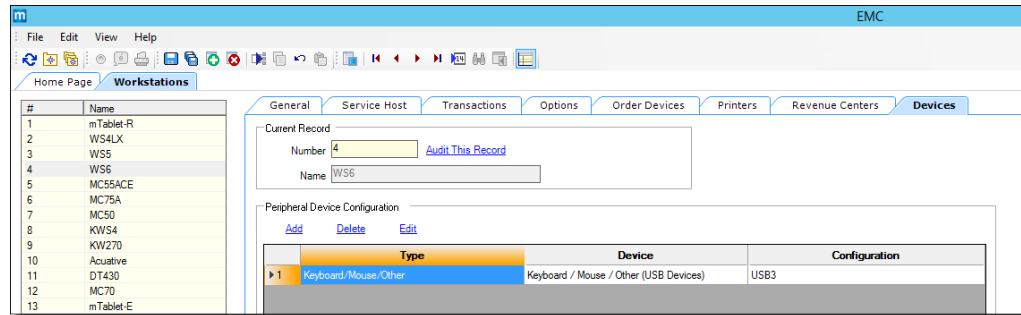 m EMC
File Edit View Help
Home Page Workstations
# Name
1 mTablet-R
2 WS4LX
3 WS5
4 WS6
5 MC55ACE
6 MC75A
7 MC50
8 KWS4
9 KW270
10 Acuative
11 DT430
12 MC70
13 mTablet-E
General Service Host Transactions Options Order Devices Printers Revenue Centers Devices
Current Record
Number 4 Audit This Record
Name WS6
Peripheral Device Configuration
Add Delete Edit
Type Device Configuration
1 Keyboard/Mouse/Other Keyboard / Mouse / Other (USB Devices) USB3